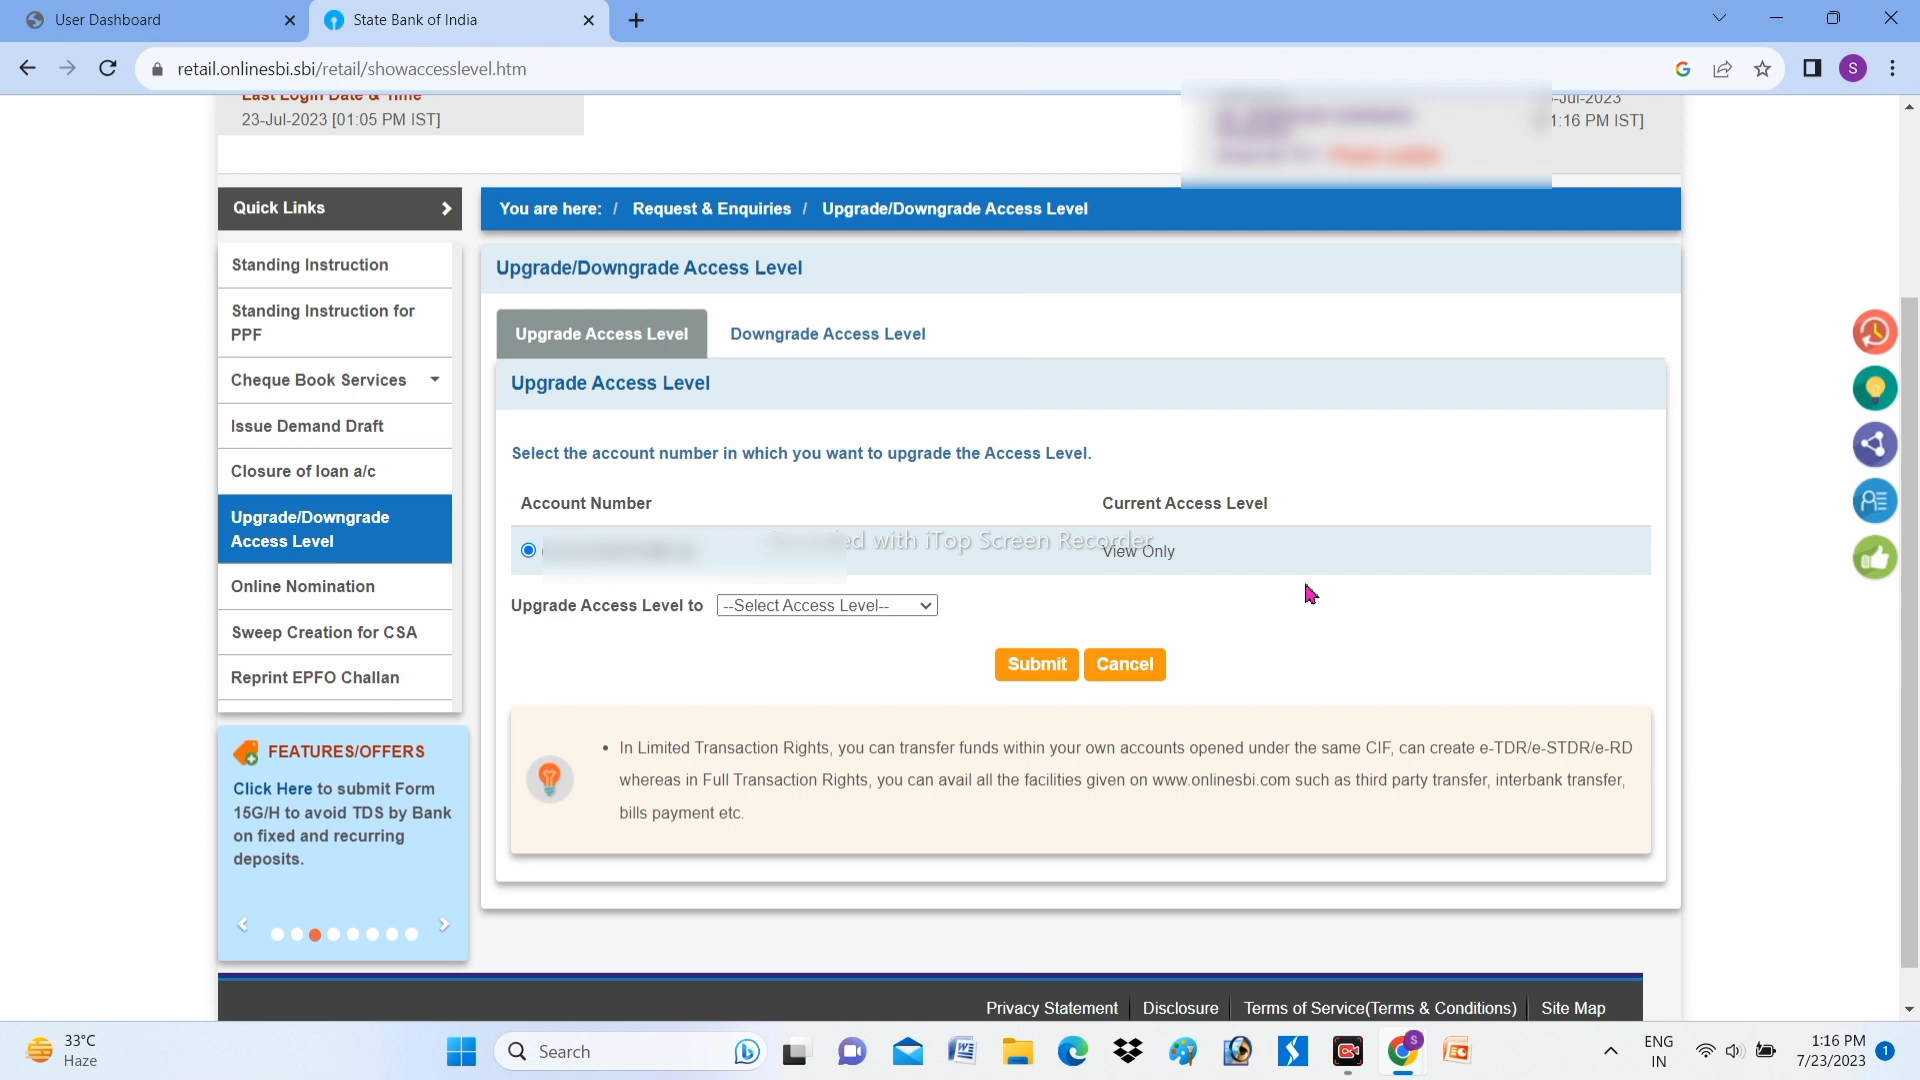 User Dashboard
State Bank of India
retail.onlinesbi.sbi/retail/showaccesslevel.htm
S
Last Login Date & Time
23-Jul-2023 [01:05 PM IST]
-Jul-2023
1:16 PM IST]
Quick Links
You are here: / Request & Enquiries / Upgrade/Downgrade Access Level
Standing Instruction
Standing Instruction for
PPF
Cheque Book Services
Issue Demand Draft
Closure of loan a/c
Upgrade/Downgrade
Access Level
Online Nomination
Sweep Creation for CSA
Reprint EPFO Challan
Upgrade/Downgrade Access Level
Upgrade Access Level
Downgrade Access Level
Upgrade Access Level
Select the account number in which you want to upgrade the Access Level.
Account Number
Current Access Level
View Only
ed with iTop Screen Recorder
Upgrade Access Level to
--Select Access Level--
Submit
Cancel
• In Limited Transaction Rights, you can transfer funds within your own accounts opened under the same CIF, can create e-TDR/e-STDR/e-RD
whereas in Full Transaction Rights, you can avail all the facilities given on www.onlinesbi.com such as third party transfer, interbank transfer,
bills payment etc.
FEATURES/OFFERS
Click Here to submit Form
15G/H to avoid TDS by Bank
on fixed and recurring
deposits.
Privacy Statement
Disclosure
Terms of Service(Terms & Conditions)
Site Map
33°C
Haze
Search
S
ENG
IN
1:16 PM
7/23/2023
1